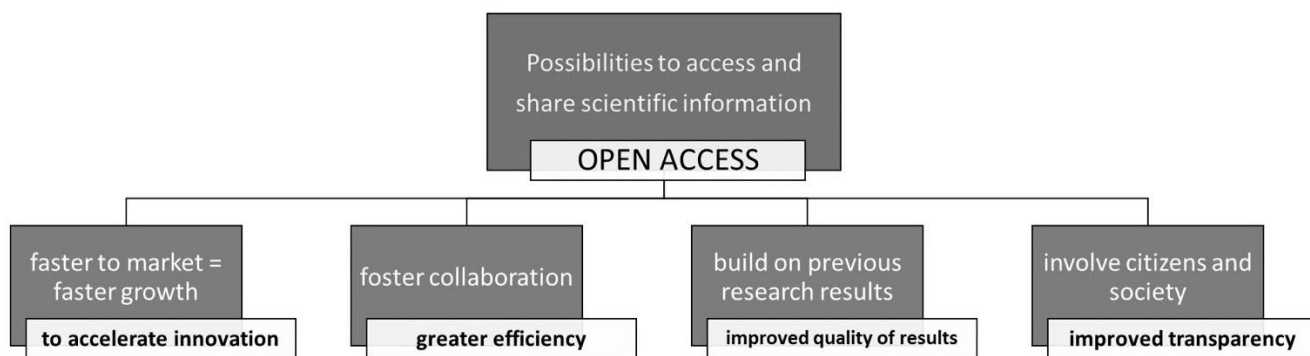 Possibilities to access and
share scientific information
OPEN ACCESS
faster to market =
faster growth
to accelerate innovation
foster collaboration
greater efficiency
build on previous
research results
improved quality of results
involve citizens and
society
improved transparency